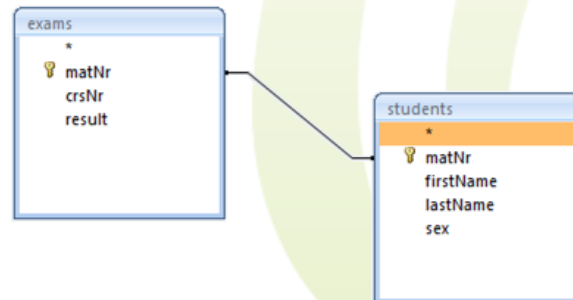 exams
*
matNr
crsNr
result
students
*
matNr
firstName
lastName
sex